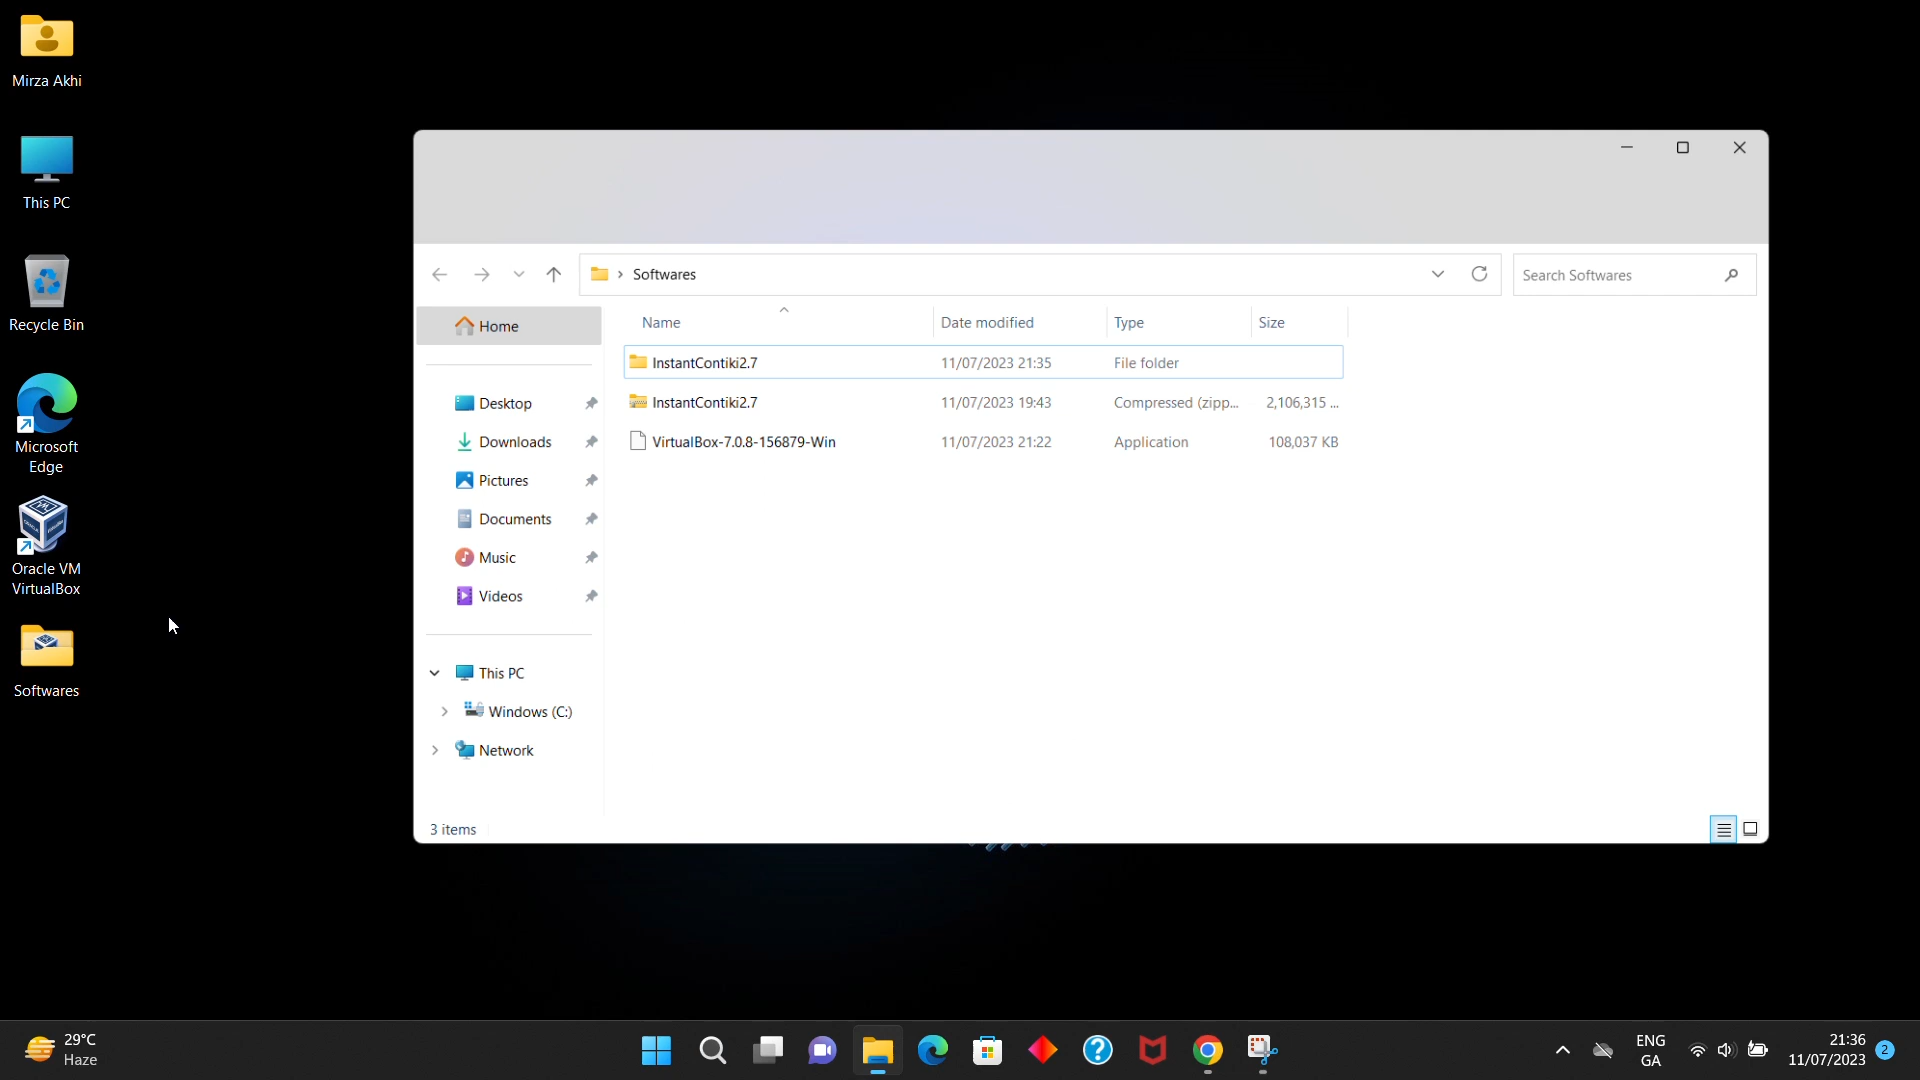 Mirza Akhi
This PC
Recycle Bin
Microsoft
Edge
Oracle VM
VirtualBox
Softwares
Softwares
Search Softwares
Home
Desktop
Downloads
Pictures
Documents
Music
Videos
This PC
Windows (C:)
Network
Name Date modified Type Size
InstantContiki2.7 11/07/2023 21:35 File folder
InstantContiki2.7 11/07/2023 19:43 Compressed (zipp... 2,106,315 ...
VirtualBox-7.0.8-156879-Win 11/07/2023 21:22 Application 108,037 KB
3 items
29°C
Haze
ENG
GA
21:36
11/07/2023
2